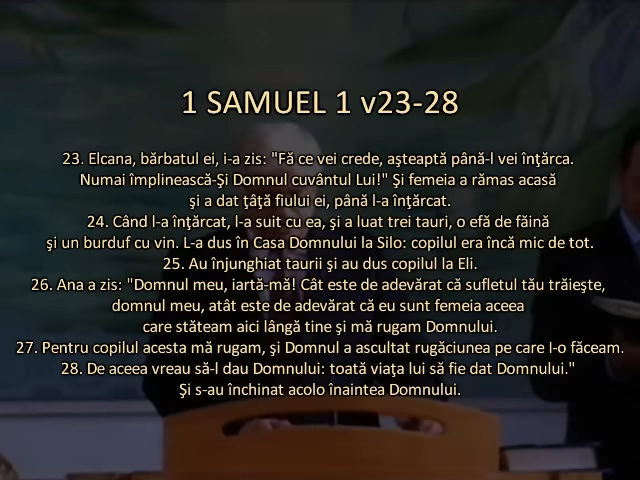 1 SAMUEL 1 v23-28
23. Elcana, bărbatul ei, i-a zis: "Fă ce vei crede, aşteaptă până-l vei înţărca.
Numai împlinească-Şi Domnul cuvântul Lui!" Şi femeia a rămas acasă
şi a dat ţâţă fiului ei, până l-a înţărcat.
24. Când l-a înţărcat, l-a suit cu ea, şi a luat trei tauri, o efă de făină
şi un burduf cu vin. L-a dus în Casa Domnului la Silo: copilul era încă mic de tot.
25. Au înjunghiat taurii şi au dus copilul la Eli.
26. Ana a zis: "Domnul meu, iartă-mă! Cât este de adevărat că sufletul tău trăieşte,
domnul meu, atât este de adevărat că eu sunt femeia aceea
care stăteam aici lângă tine şi mă rugam Domnului.
27. Pentru copilul acesta mă rugam, şi Domnul a ascultat rugăciunea pe care I-o făceam.
28. De aceea vreau să-l dau Domnului: toată viaţa lui să fie dat Domnului."
Şi s-au închinat acolo înaintea Domnului.